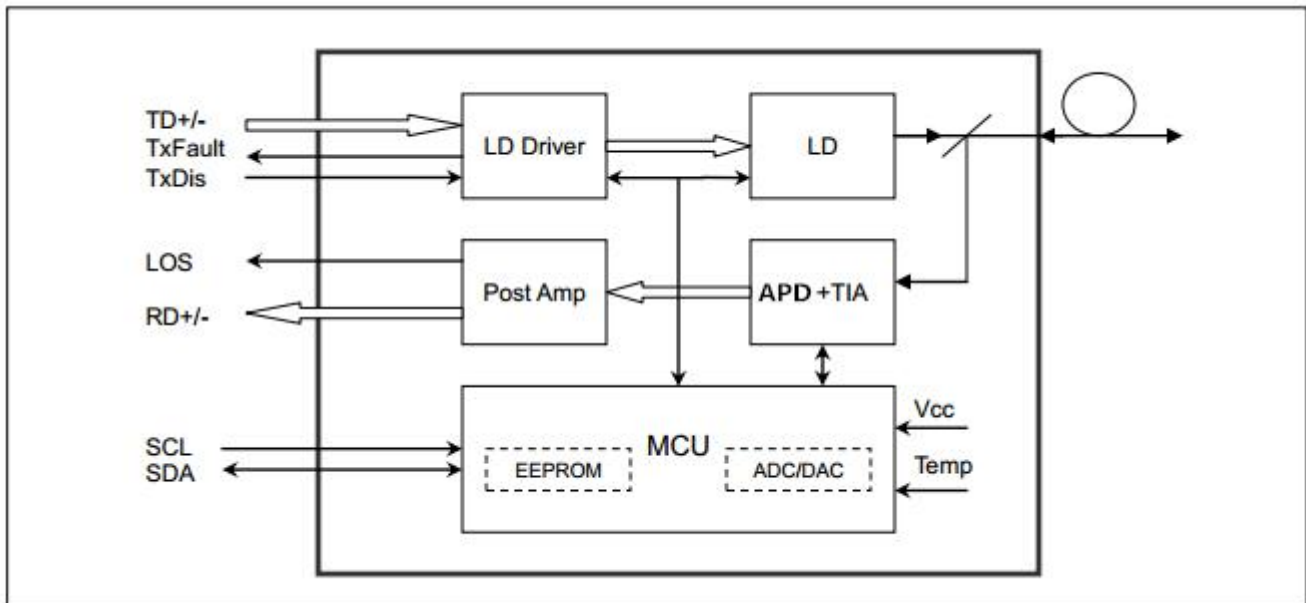 TD+/-
TxFault
TxDis
LD Driver
LD
LOS
RD+/-
Post Amp
APD +TIA
SCL
SDA
MCU
EEPROM
ADC/DAC
Vcc
Temp